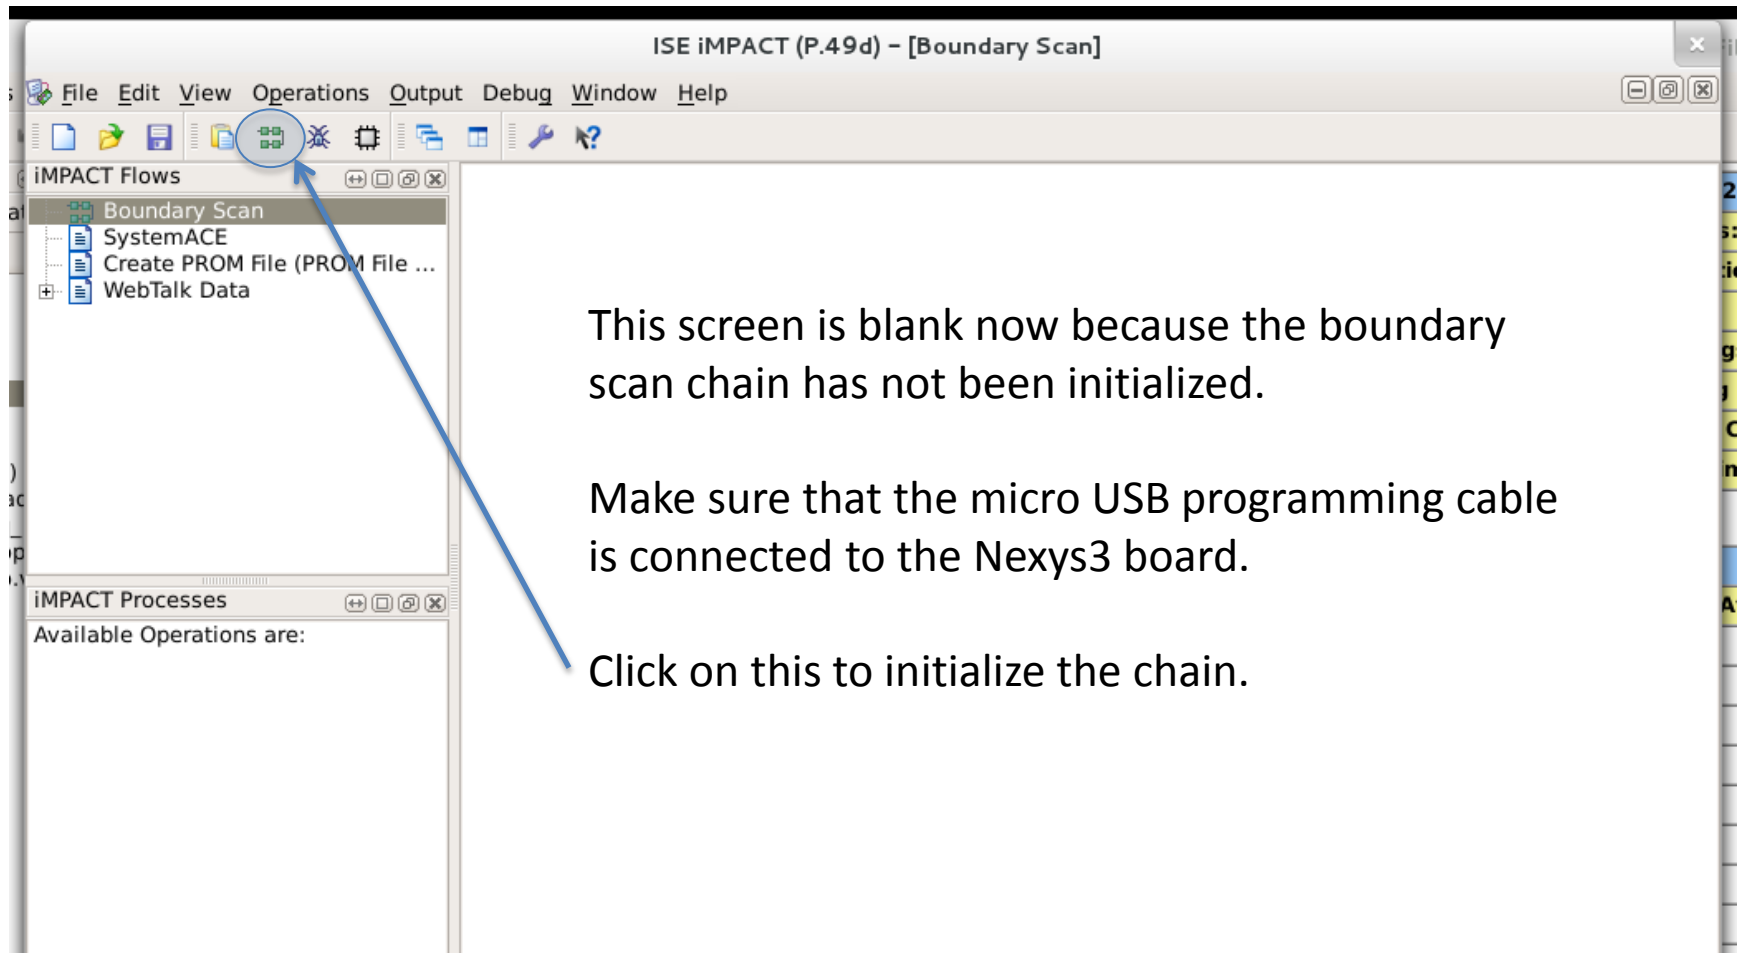 ISE iMPACT (P.49d) – [Boundary Scan]
File Edit View Operations Output Debug Window Help
iMPACT Flows
Boundary Scan
SystemACE
Create PROM File (PROM File ...
WebTalk Data
This screen is blank now because the boundary
scan chain has not been initialized.
Make sure that the micro USB programming cable
is connected to the Nexys3 board.
Click on this to initialize the chain.
iMPACT Processes
Available Operations are: